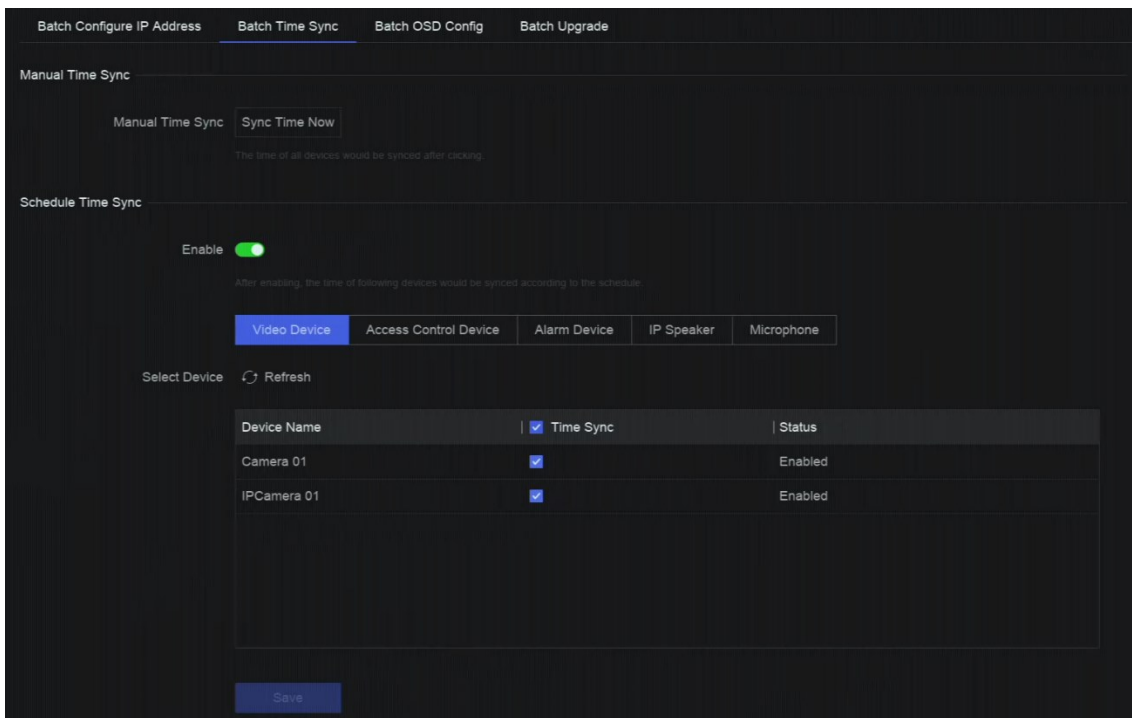 Batch Configure IP Address Batch Time Sync Batch OSD Config Batch Upgrade
Manual Time Sync
Manual Time Sync Sync Time Now
The time of all devices would be synced after clicking.
Schedule Time Sync
Enable
After enabling, the time of following devices would be synced according to the schedule.
Video Device Access Control Device Alarm Device IP Speaker Microphone
Select Device Refresh
Device Name Time Sync Status
Camera 01 Enabled
IPCamera 01 Enabled
Save